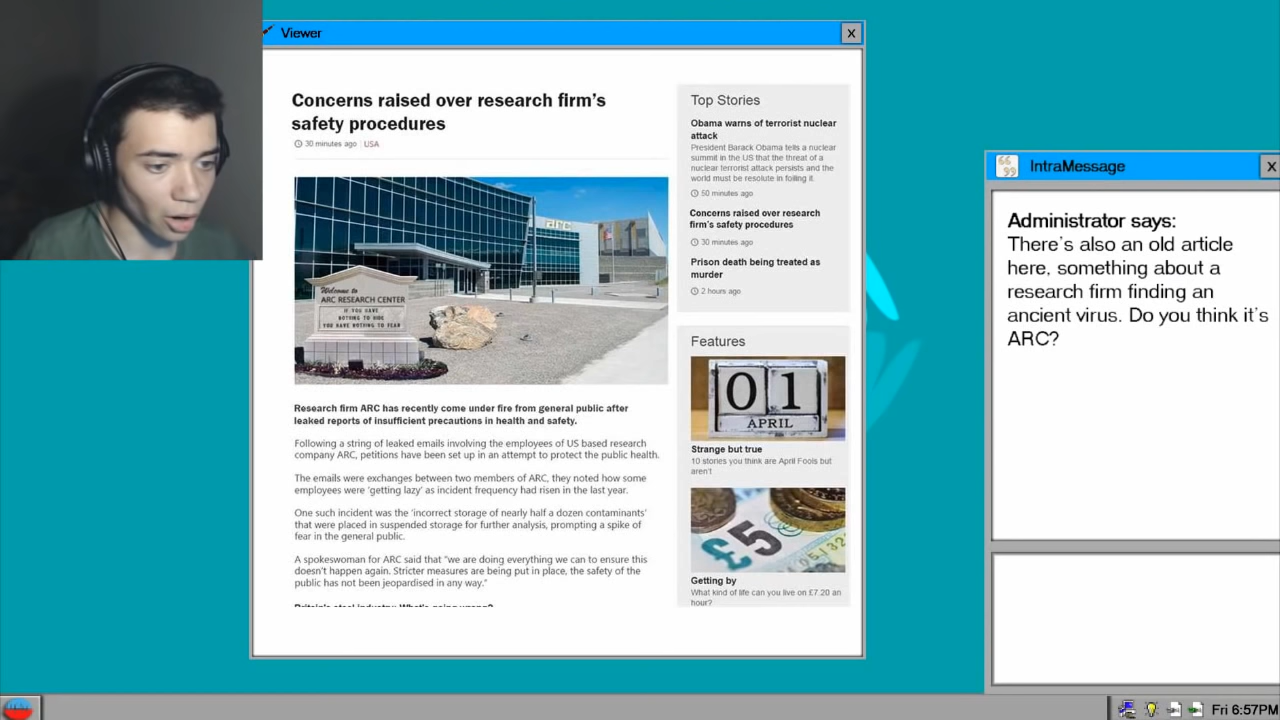 Viewer
X
Concerns raised over research firm's
safety procedures
30 minutes ago
USA
arc
Welcome to
ARC RESEARCH CENTER
IF YOU HAVE
NOTHING TO HIDE
YOU HAVE NOTHING TO FEAR
Research firm ARC has recently come under fire from general public after
leaked reports of insufficient precautions in health and safety.
Following a string of leaked emails involving the employees of US based research
company ARC, petitions have been set up in an attempt to protect the public health.
The emails were exchanges between two members of ARC, they noted how some
employees were 'getting lazy' as incident frequency had risen in the last year.
One such incident was the 'incorrect storage of nearly half a dozen contaminants'
that were placed in suspended storage for further analysis, prompting a spike of
fear in the general public.
A spokeswoman for ARC said that "we are doing everything we can to ensure this
doesn't happen again. Stricter measures are being put in place, the safety of the
public has not been jeopardised in any way."
Britain's steel industry: What's going wrong?
Top Stories
Obama warns of terrorist nuclear
attack
President Barack Obama tells a nuclear
summit in the US that the threat of a
nuclear terrorist attack persists and the
world must be resolute in foiling it.
50 minutes ago
Concerns raised over research
firm's safety procedures
30 minutes ago
Prison death being treated as
murder
2 hours ago
Features
01
APRIL
Strange but true
10 stories you think are April Fools but
aren't
£5
Getting by
What kind of life can you live on £7.20 an
hour?
IntraMessage
X
Administrator says:
There's also an old article
here, something about a
research firm finding an
ancient virus. Do you think it's
ARC?
Fri 6:57PM